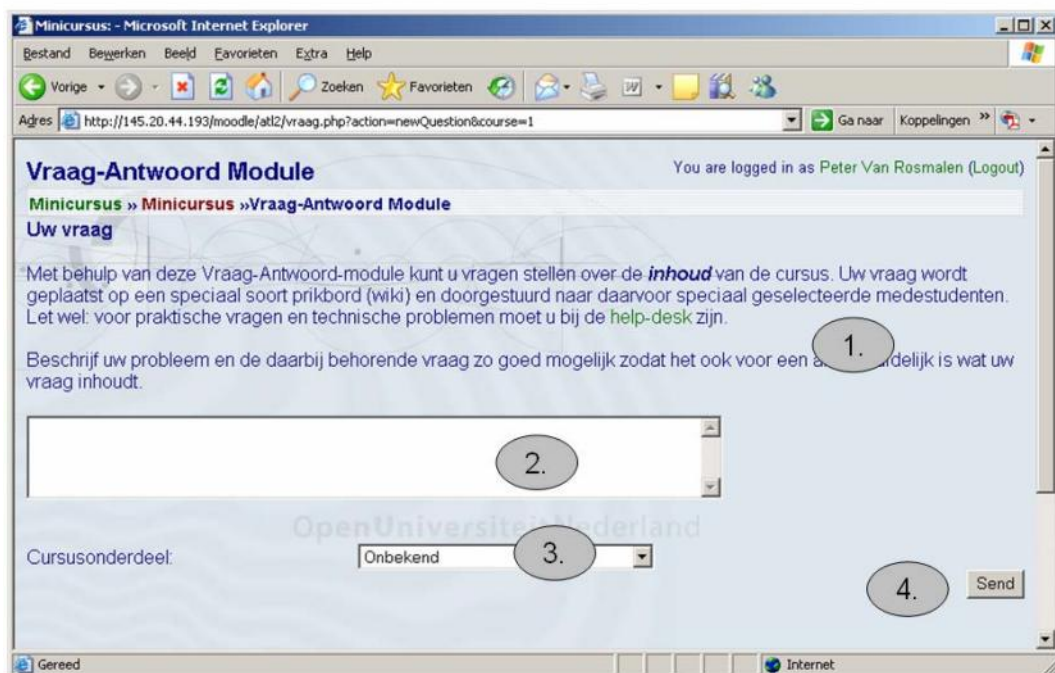 Minicursus: - Microsoft Internet Explorer
Bestand Bewerken Beeld Favorieten Extra Help
Vorige Zoeken Favorieten
Adres http://145.20.44.193/moodle/atl2/vraag.php?action=newQuestion&course=1 Ga naar Koppelingen »
Vraag-Antwoord Module You are logged in as Peter Van Rosmalen (Logout)
Minicursus » Minicursus »Vraag-Antwoord Module
Uw vraag
Met behulp van deze Vraag-Antwoord-module kunt u vragen stellen over de inhoud van de cursus. Uw vraag wordt
geplaatst op een speciaal soort prikbord (wiki) en doorgestuurd naar daarvoor speciaal geselecteerde medestudenten.
Let wel: voor praktische vragen en technische problemen moet u bij de help-desk zijn.
1.
Beschrijf uw probleem en de daarbij behorende vraag zo goed mogelijk zodat het ook voor een is wat uw
vraag inhoudt.
2.
OpenUniversiteitNederland
Cursusonderdeel: Onbekend 3.
4. Send
Gereed Internet